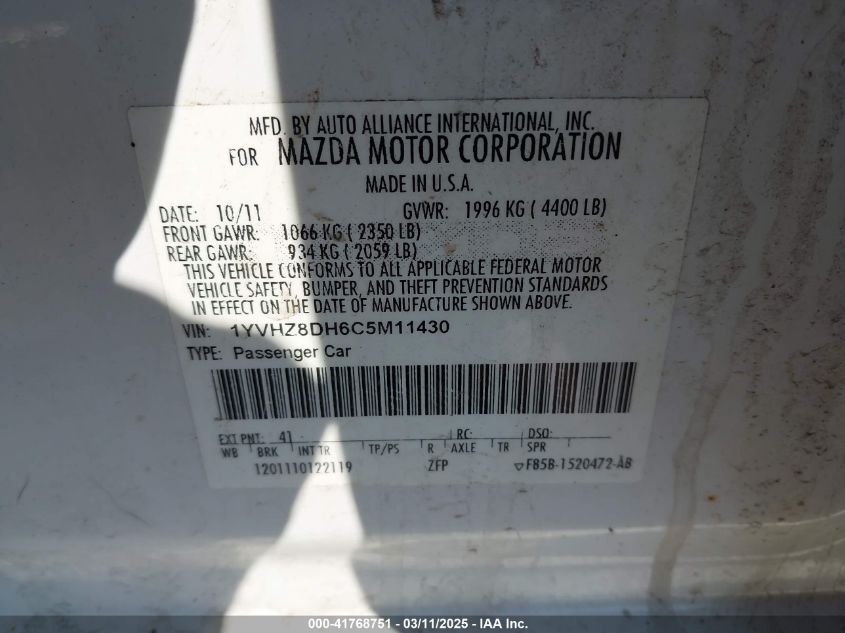 MFD. BY AUTO ALLIANCE INTERNATIONAL, INC.
FOR MAZDA MOTOR CORPORATION
MADE IN U.S.A.
DATE: 10/11 GVWR: 1996 KG ( 4400 LB)
FRONT GAWR: 1066 KG ( 2350 LB)
REAR GAWR: 934 KG ( 2059 LB)
THIS VEHICLE CONFORMS TO ALL APPLICABLE FEDERAL MOTOR
VEHICLE SAFETY, BUMPER, AND THEFT PREVENTION STANDARDS
IN EFFECT ON THE DATE OF MANUFACTURE SHOWN ABOVE.
VIN: 1YVHZ8DH6C5M11430
TYPE: Passenger Car
EXT PNT: 41 RC: DSO:
WB BRK INT TR TP/PS R AXLE TR SPR
1201110122119 ZFP ▽F85B-1520472-AB
000-41768751 - 03/11/2025 - IAA Inc.